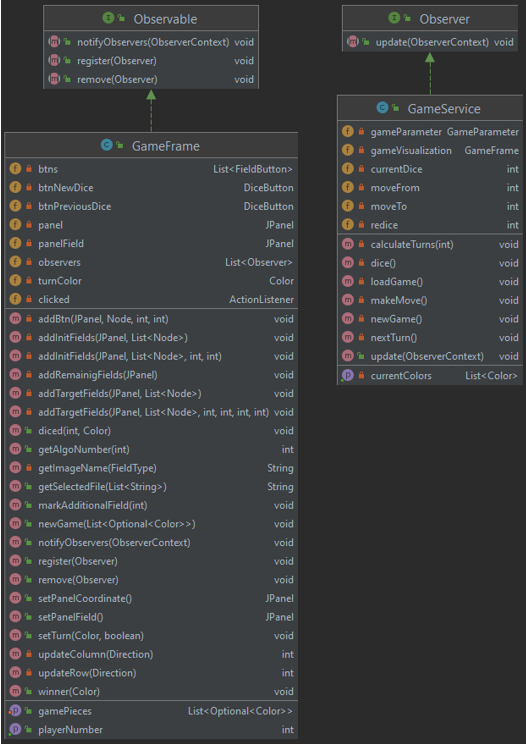 Observable
notifyObservers(ObserverContext) void
register(Observer) void
remove(Observer) void
Observer
update(ObserverContext) void
GameFrame
btns List<FieldButton>
btnNewDice DiceButton
btnPreviousDice DiceButton
panel JPanel
panelField JPanel
observers List<Observer>
turnColor Color
clicked ActionListener
addBtn(JPanel, Node, int, int) void
addInitFields(JPanel, List<Node>) void
addInitFields(JPanel, List<Node>, int, int) void
addRemainigFields(JPanel) void
addTargetFields(JPanel, List<Node>) void
addTargetFields(JPanel, List<Node>, int, int, int, int) void
diced(int, Color) void
getAlgoNumber(int) int
getImageName(FieldType) String
getSelectedFile(List<String>) String
markAdditionalField(int) void
newGame(List<Optional<Color>>) void
notifyObservers(ObserverContext) void
register(Observer) void
remove(Observer) void
setPanelCoordinate() JPanel
setPanelField() JPanel
setTurn(Color, boolean) void
updateColumn(Direction) int
updateRow(Direction) int
winner(Color) void
gamePieces List<Optional<Color>>
playerNumber int
GameService
gameParameter GameParameter
gameVisualization GameFrame
currentDice int
moveFrom int
moveTo int
redice int
calculateTurns(int) void
dice() void
loadGame() void
makeMove() void
newGame() void
nextTurn() void
update(ObserverContext) void
currentColors List<Color>